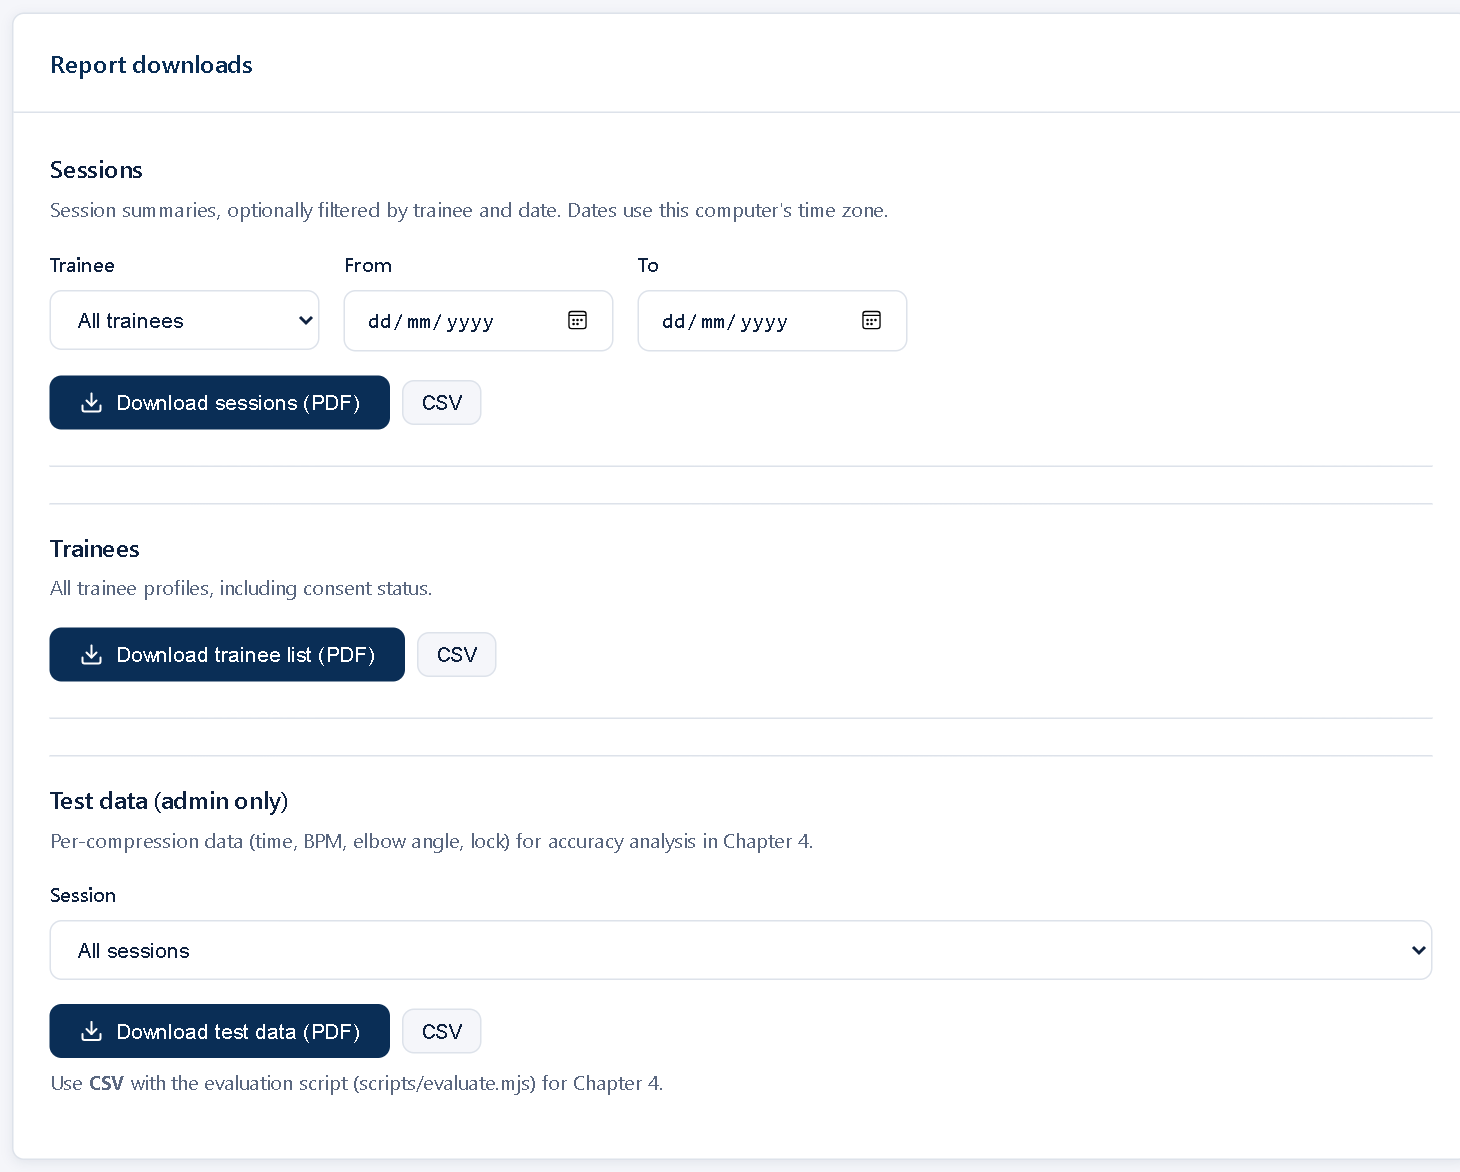 Report downloads
Sessions
Session summaries, optionally filtered by trainee and date. Dates use this computer's time zone.
Trainee From To
All trainees dd/mm/yyyy dd/mm/yyyy
Download sessions (PDF) CSV
Trainees
All trainee profiles, including consent status.
Download trainee list (PDF) CSV
Test data (admin only)
Per-compression data (time, BPM, elbow angle, lock) for accuracy analysis in Chapter 4.
Session
All sessions
Download test data (PDF) CSV
Use CSV with the evaluation script (scripts/evaluate.mjs) for Chapter 4.